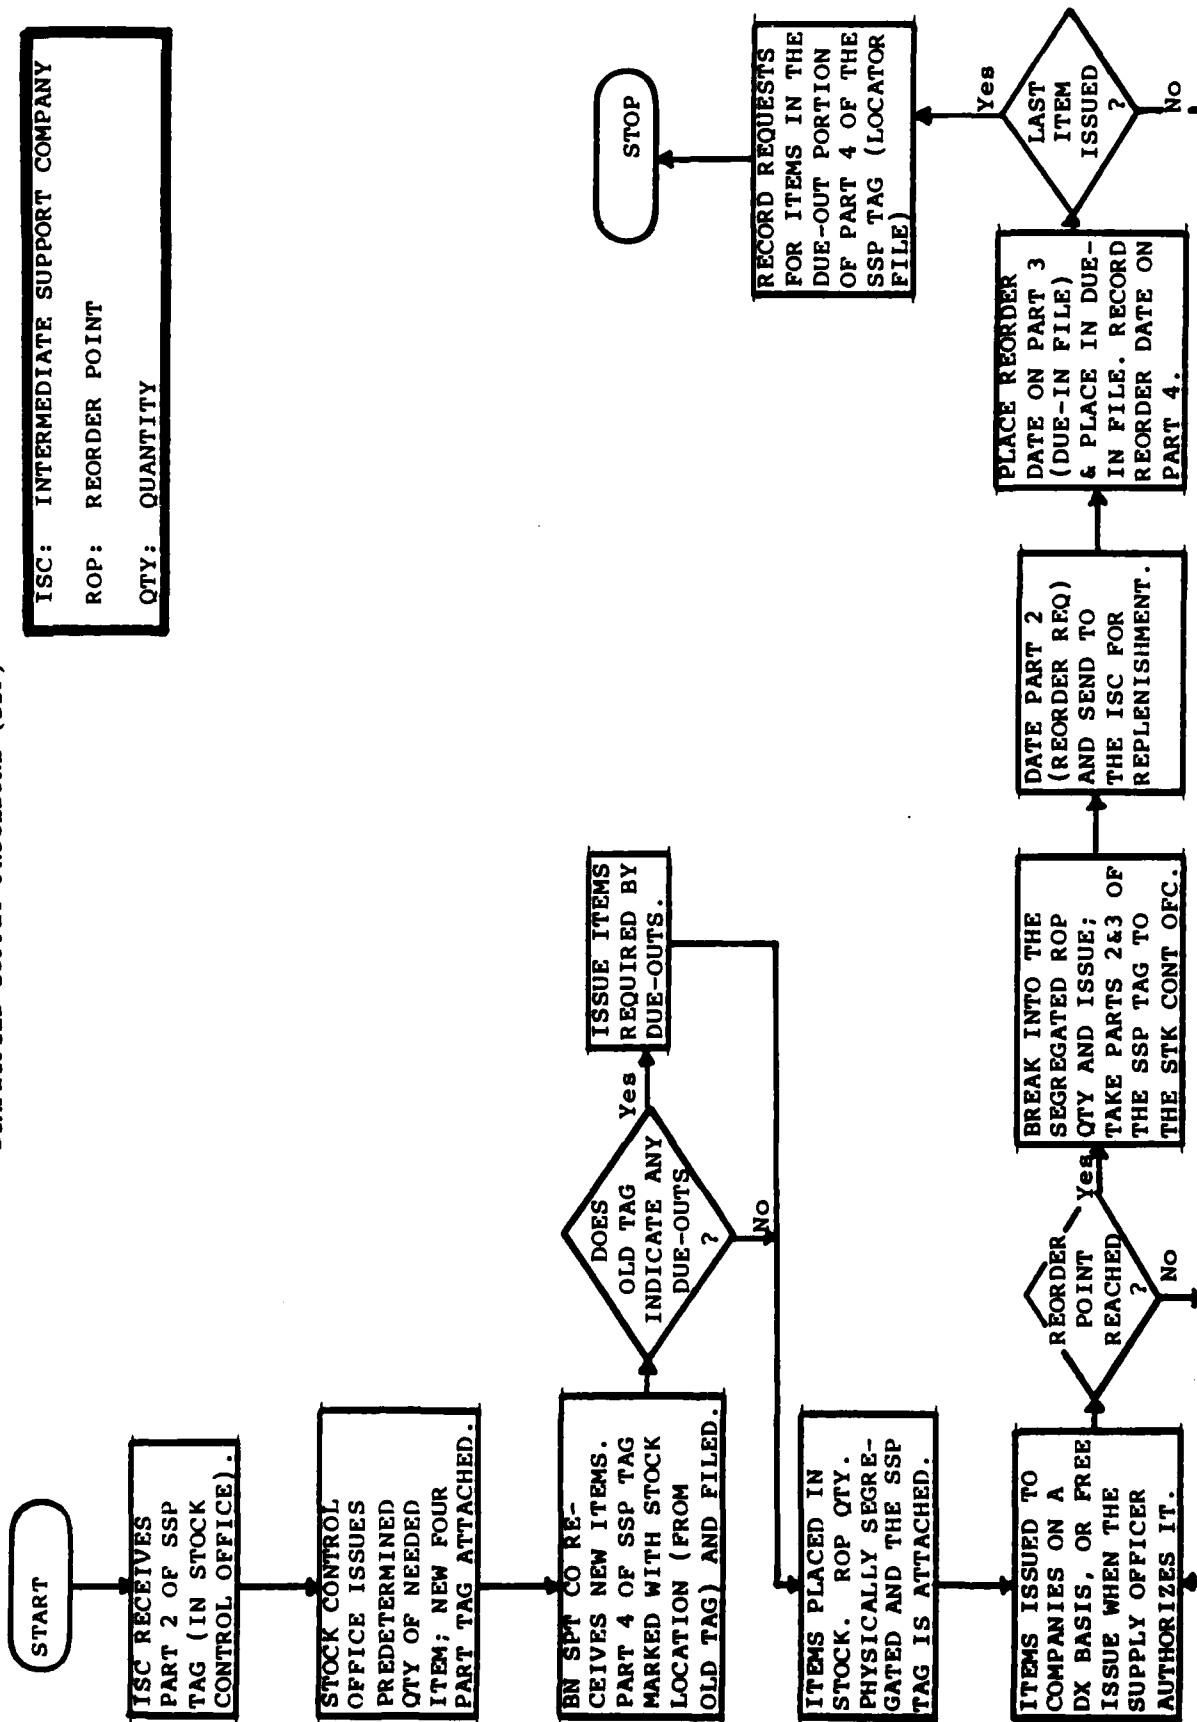 ISC: INTERMEDIATE SUPPORT COMPANY
ROP: REORDER POINT
QTY: QUANTITY
START
ISC RECEIVES
PART 2 OF SSP
TAG (IN STOCK
CONTROL OFFICE).
STOCK CONTROL
OFFICE ISSUES
PREDETERMINED
QTY OF NEEDED
ITEM; NEW FOUR
PART TAG ATTACHED.
BN SPT CO RE-
CEIVES NEW ITEMS.
PART 4 OF SSP TAG
MARKED WITH STOCK
LOCATION (FROM
OLD TAG) AND FILED.
DOES
OLD TAG
INDICATE ANY
DUE-OUTS
?
Yes
No
ISSUE ITEMS
REQUIRED BY
DUE-OUTS.
ITEMS PLACED IN
STOCK. ROP QTY.
PHYSICALLY SEGRE-
GATED AND THE SSP
TAG IS ATTACHED.
ITEMS ISSUED TO
COMPANIES ON A
DX BASIS, OR FREE
ISSUE WHEN THE
SUPPLY OFFICER
AUTHORIZES IT.
REORDER
POINT
REACHED
?
Yes
No
BREAK INTO THE
SEGREGATED ROP
QTY AND ISSUE;
TAKE PARTS 2&3 OF
THE SSP TAG TO
THE STK CONT OFC.
DATE PART 2
(REORDER REQ)
AND SEND TO
THE ISC FOR
REPLENISHMENT.
PLACE REORDER
DATE ON PART 3
(DUE-IN FILE)
& PLACE IN DUE-
IN FILE. RECORD
REORDER DATE ON
PART 4.
LAST
ITEM
ISSUED
?
Yes
No
RECORD REQUESTS
FOR ITEMS IN THE
DUE-OUT PORTION
OF PART 4 OF THE
SSP TAG (LOCATOR
FILE)
STOP